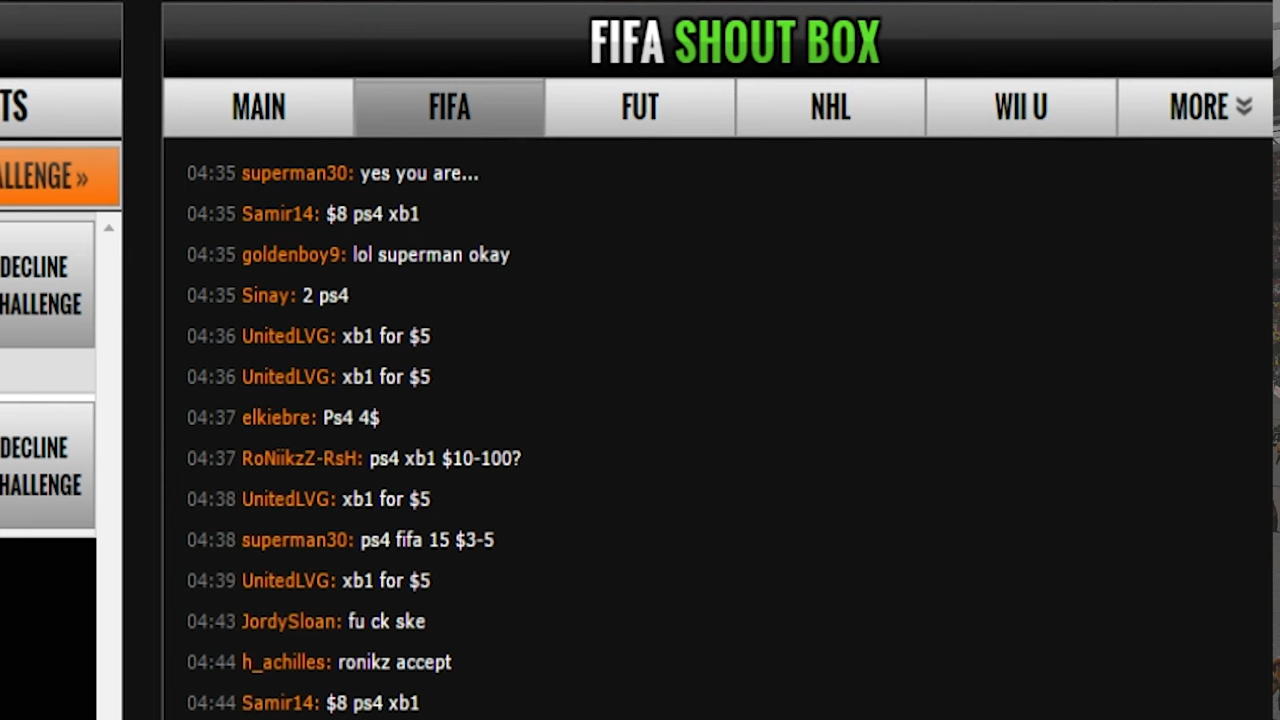 FIFA SHOUT BOX
TS
MAIN FIFA FUT NHL WII U MORE
ALLENGE »
DECLINE
HALLENGE
DECLINE
HALLENGE
04:35 superman30: yes you are...
04:35 Samir14: $8 ps4 xb1
04:35 goldenboy9: lol superman okay
04:35 Sinay: 2 ps4
04:36 UnitedLVG: xb1 for $5
04:36 UnitedLVG: xb1 for $5
04:37 elkiebre: Ps4 4$
04:37 RoNiikzZ-RsH: ps4 xb1 $10-100?
04:38 UnitedLVG: xb1 for $5
04:38 superman30: ps4 fifa 15 $3-5
04:39 UnitedLVG: xb1 for $5
04:43 JordySloan: fu ck ske
04:44 h_achilles: ronikz accept
04:44 Samir14: $8 ps4 xb1